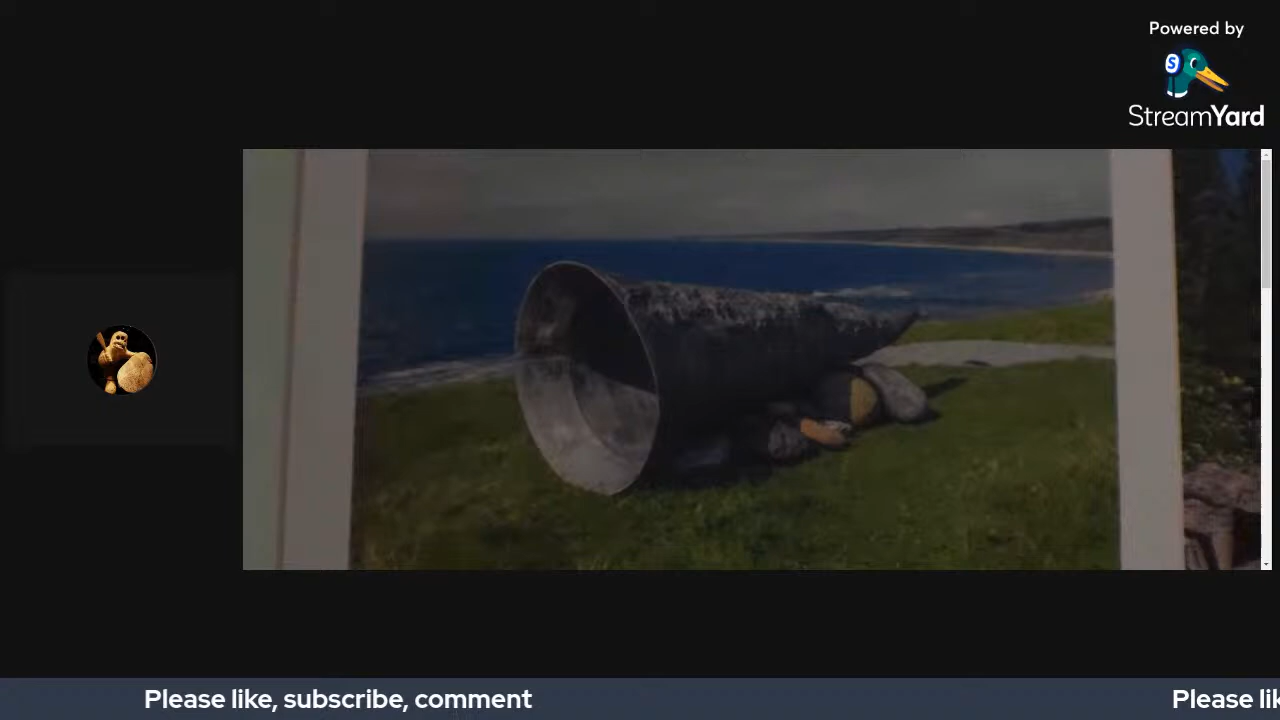 Powered by
S
StreamYard
Please like, subscribe, comment
Please lik